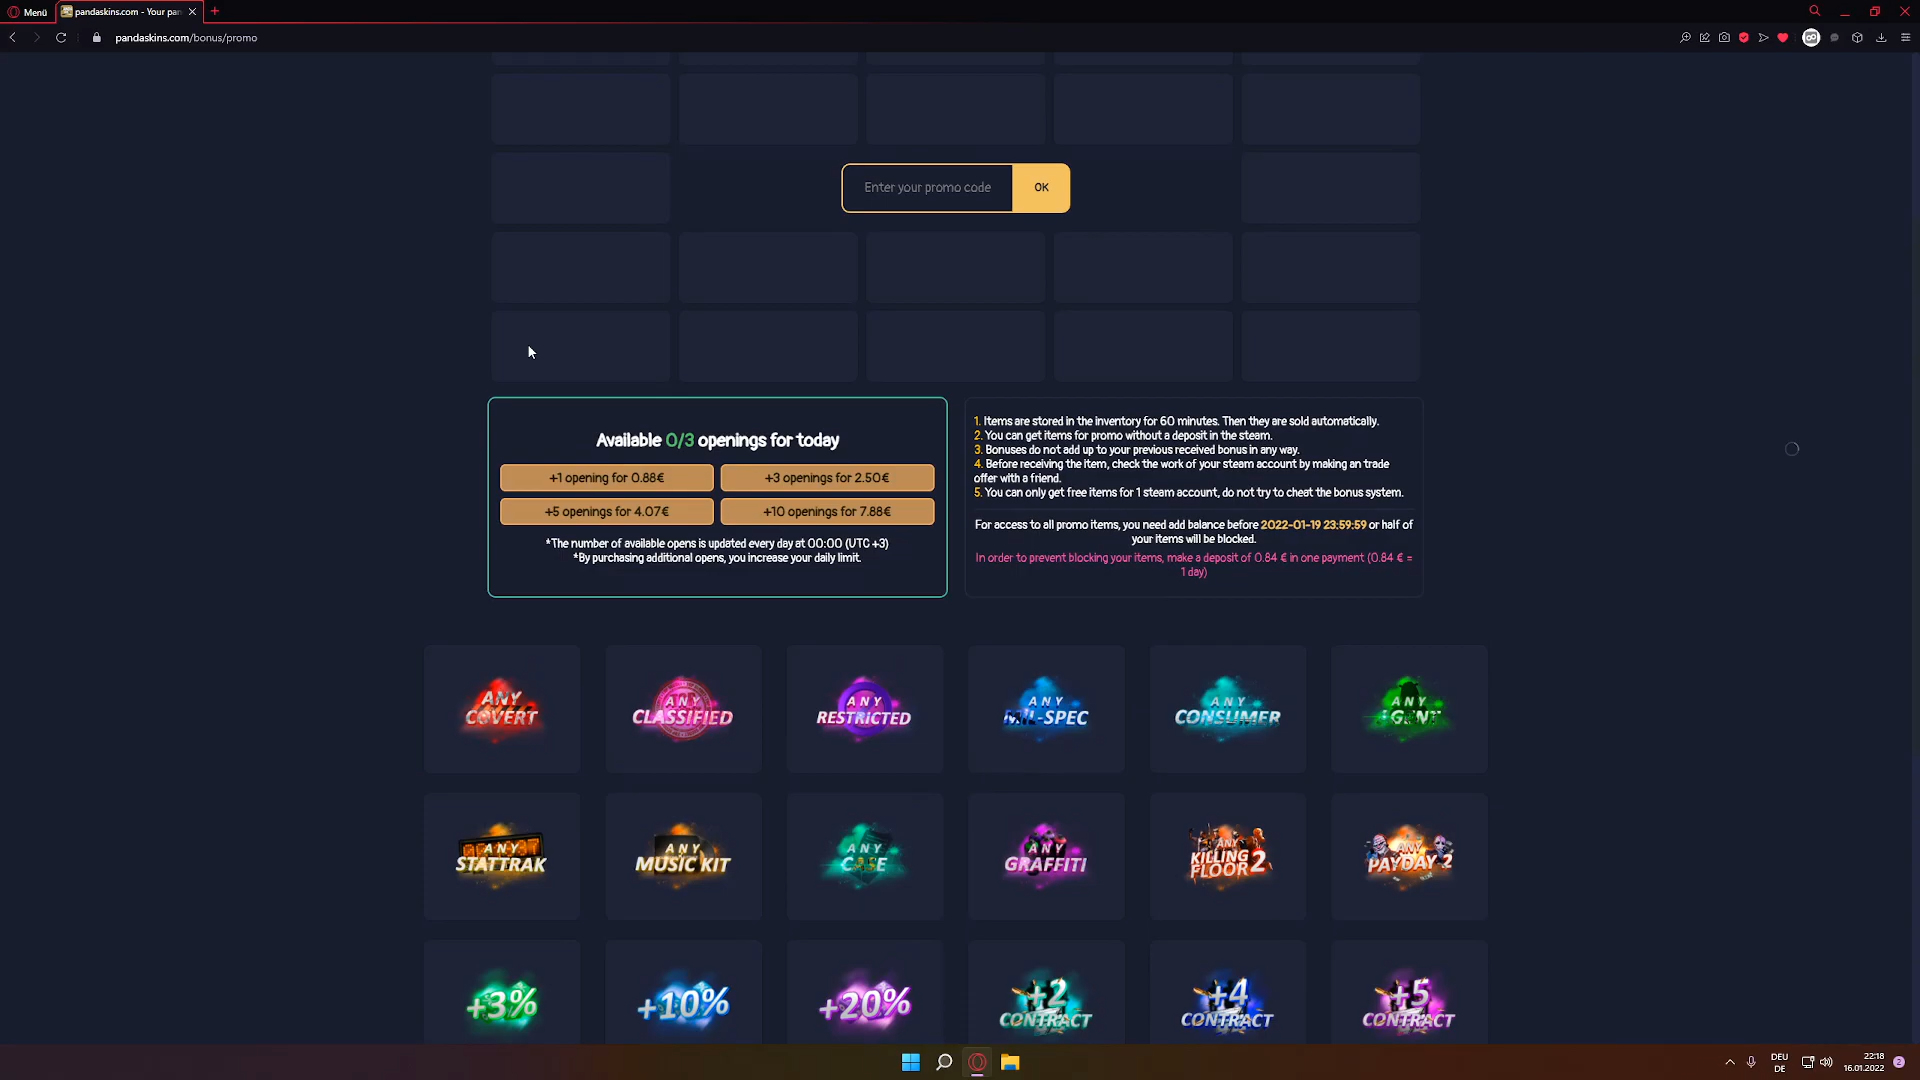 Menü
pandaskins.com - Your pan
pandaskins.com/bonus/promo
Enter your promo code
OK
Available 0/3 openings for today
+1 opening for 0.88€
+3 openings for 2.50€
+5 openings for 4.07€
+10 openings for 7.88€
*The number of available opens is updated every day at 00:00 (UTC +3)
*By purchasing additional opens, you increase your daily limit.
1. Items are stored in the inventory for 60 minutes. Then they are sold automatically.
2. You can get items for promo without a deposit in the steam.
3. Bonuses do not add up to your previous received bonus in any way.
4. Before receiving the item, check the work of your steam account by making an trade
offer with a friend.
5. You can only get free items for 1 steam account, do not try to cheat the bonus system.
For access to all promo items, you need add balance before 2022-01-19 23:59:59 or half of
your items will be blocked.
In order to prevent blocking your items, make a deposit of 0.84 € in one payment (0.84 € =
1 day)
ANY
COVERT
ANY
CLASSIFIED
ANY
RESTRICTED
ANY
MIL-SPEC
ANY
CONSUMER
ANY
AGENT
ANY
STATTRAK
ANY
MUSIC KIT
ANY
CASE
ANY
GRAFFITI
ANY
KILLING
FLOOR 2
ANY
PAYDAY 2
+3%
+10%
+20%
+2
CONTRACT
+4
CONTRACT
+5
CONTRACT
DEU
DE
22:18
16.01.2022
2